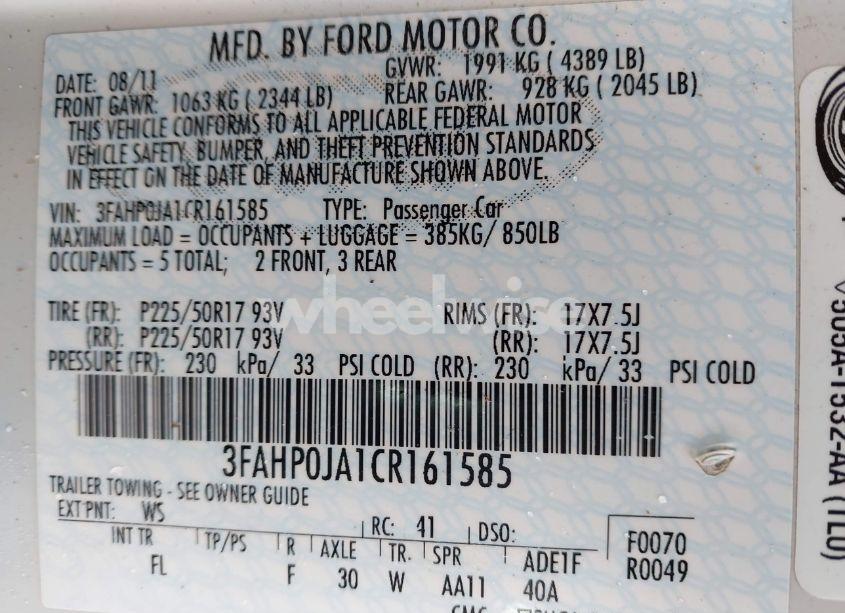 MFD. BY FORD MOTOR CO.
DATE: 08/11 GVWR: 1991 KG ( 4389 LB)
FRONT GAWR: 1063 KG ( 2344 LB) REAR GAWR: 928 KG ( 2045 LB)
THIS VEHICLE CONFORMS TO ALL APPLICABLE FEDERAL MOTOR
VEHICLE SAFETY, BUMPER, AND THEFT PREVENTION STANDARDS
IN EFFECT ON THE DATE OF MANUFACTURE SHOWN ABOVE.
VIN: 3FAHP0JA1CR161585 TYPE: Passenger Car
MAXIMUM LOAD = OCCUPANTS + LUGGAGE = 385KG/ 850LB
OCCUPANTS = 5 TOTAL; 2 FRONT, 3 REAR
wheelwise
TIRE (FR): P225/50R17 93V RIMS (FR): 17X7.5J
(RR): P225/50R17 93V (RR): 17X7.5J
PRESSURE (FR): 230 kPa/ 33 PSI COLD (RR): 230 kPa/ 33 PSI COLD
3FAHP0JA1CR161585
TRAILER TOWING - SEE OWNER GUIDE
EXT PNT: WS RC: 41 DSO:
INT TR TP/PS R AXLE TR. SPR ADE1F F0070
FL F 30 W AA11 40A R0049